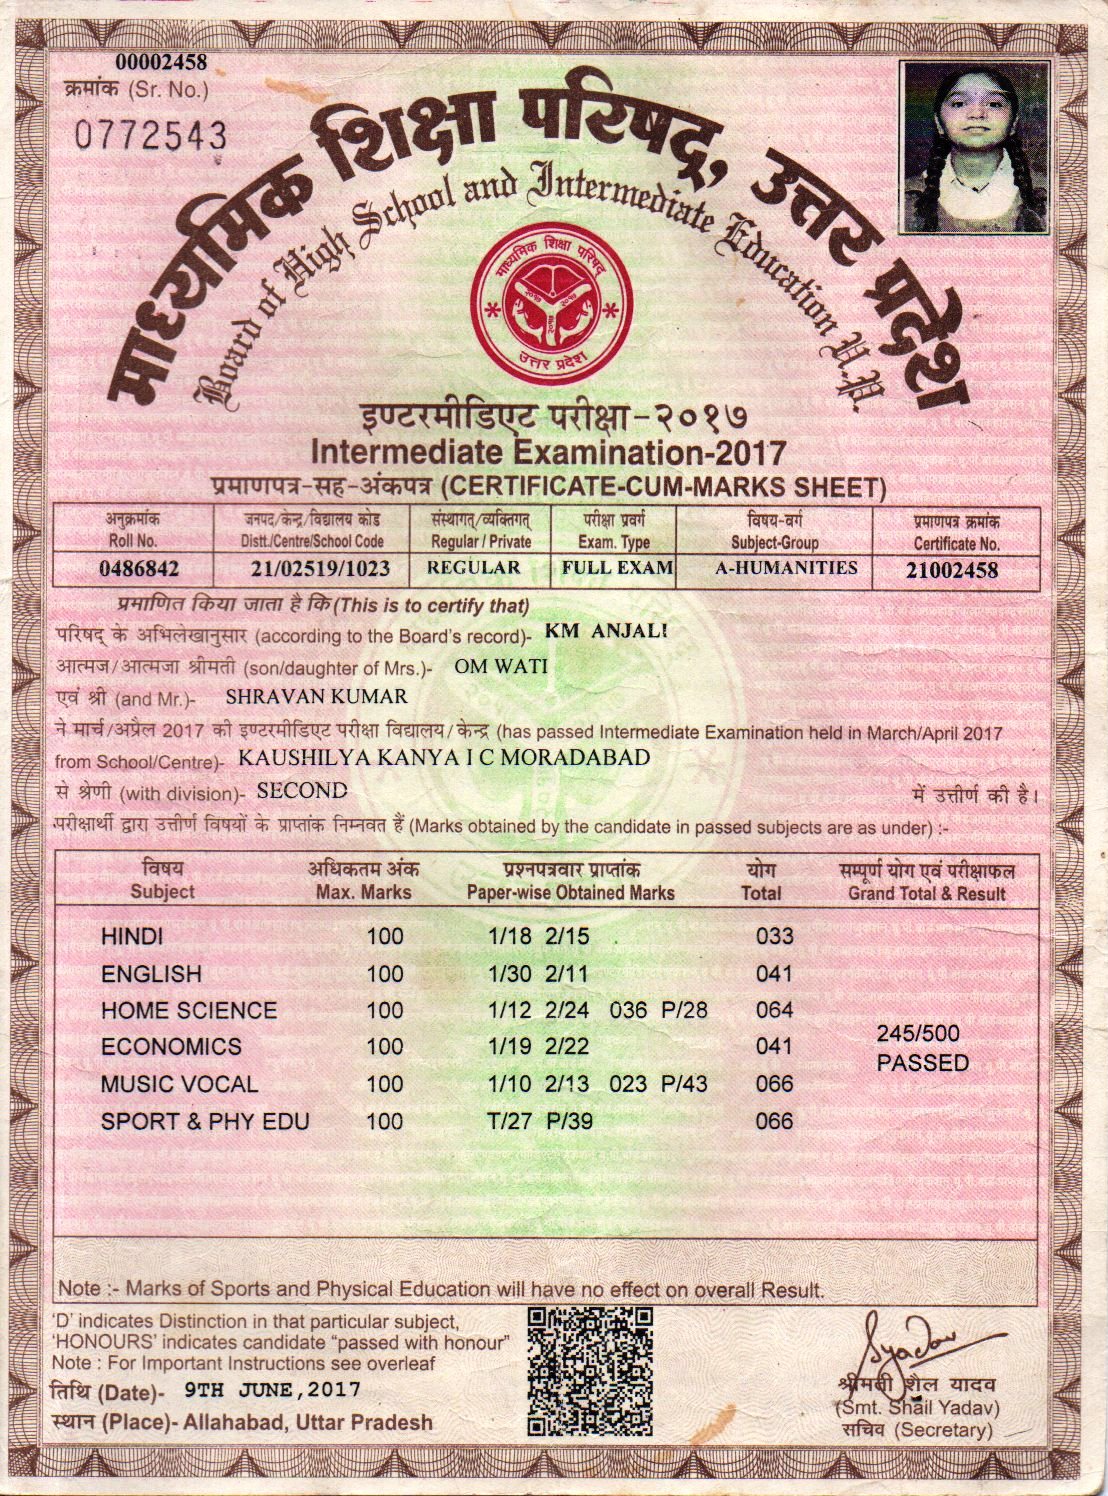 00002458
क्रमांक (Sr. No.)
0772543
माध्यमिक शिक्षा परिषद्, उत्तर प्रदेश
Board of High School and Intermediate Education U.P.
माध्यमिक शिक्षा परिषद्
उत्तर प्रदेश
इण्टरमीडिएट परीक्षा-२०१७
Intermediate Examination-2017
प्रमाणपत्र-सह-अंकपत्र (CERTIFICATE-CUM-MARKS SHEET)
अनुक्रमांक जनपद/केन्द्र/विद्यालय कोड संस्थागत्/व्यक्तिगत् परीक्षा प्रवर्ग विषय-वर्ग प्रमाणपत्र क्रमांक
Roll No. Distt./Centre/School Code Regular / Private Exam. Type Subject-Group Certificate No.
0486842 21/02519/1023 REGULAR FULL EXAM A-HUMANITIES 21002458
प्रमाणित किया जाता है कि (This is to certify that)
परिषद् के अभिलेखानुसार (according to the Board's record)- KM ANJALI
आत्मज/आत्मजा श्रीमती (son/daughter of Mrs.)- OM WATI
एवं श्री (and Mr.)- SHRAVAN KUMAR
ने मार्च/अप्रैल 2017 की इण्टरमीडिएट परीक्षा विद्यालय/केन्द्र (has passed Intermediate Examination held in March/April 2017
from School/Centre)- KAUSHILYA KANYA I C MORADABAD
से श्रेणी (with division)- SECOND में उत्तीर्ण की है।
परीक्षार्थी द्वारा उत्तीर्ण विषयों के प्राप्तांक निम्नवत हैं (Marks obtained by the candidate in passed subjects are as under) :-
विषय अधिकतम अंक प्रश्नपत्रवार प्राप्तांक योग सम्पूर्ण योग एवं परीक्षाफल
Subject Max. Marks Paper-wise Obtained Marks Total Grand Total & Result
HINDI 100 1/18 2/15 033
ENGLISH 100 1/30 2/11 041
HOME SCIENCE 100 1/12 2/24 036 P/28 064
245/500
ECONOMICS 100 1/19 2/22 041
PASSED
MUSIC VOCAL 100 1/10 2/13 023 P/43 066
SPORT & PHY EDU 100 T/27 P/39 066
Note :- Marks of Sports and Physical Education will have no effect on overall Result.
'D' indicates Distinction in that particular subject,
'HONOURS' indicates candidate "passed with honour"
Note : For Important Instructions see overleaf
तिथि (Date)- 9TH JUNE,2017
स्थान (Place)- Allahabad, Uttar Pradesh
Syadav
श्रीमती शैल यादव
(Smt. Shail Yadav)
सचिव (Secretary)